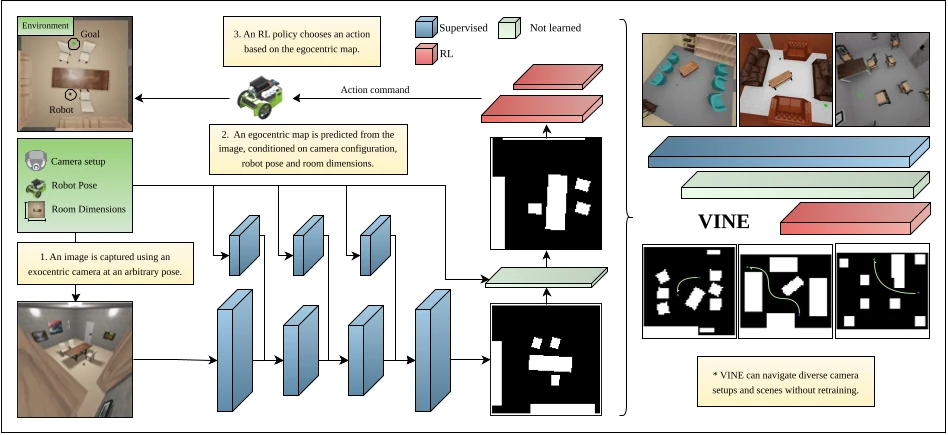 Environment
Goal
Robot
3. An RL policy chooses an action
based on the egocentric map.
Supervised
Not learned
RL
Action command
2. An egocentric map is predicted from the
image, conditioned on camera configuration,
robot pose and room dimensions.
Camera setup
Robot Pose
Room Dimensions
1. An image is captured using an
exocentric camera at an arbitrary pose.
VINE
* VINE can navigate diverse camera
setups and scenes without retraining.